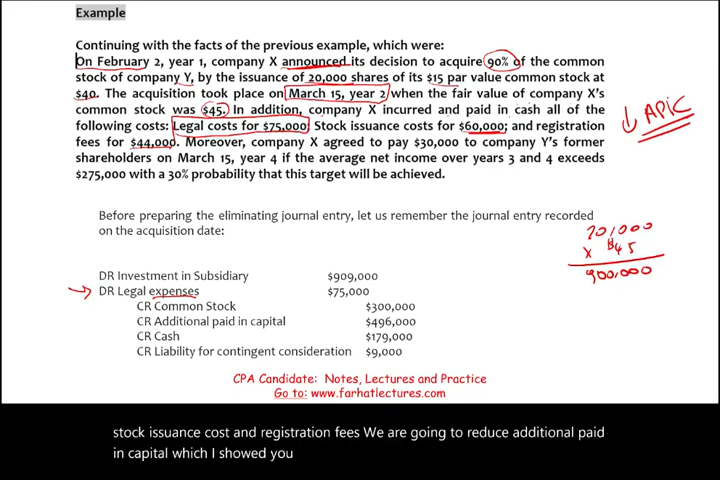 Example
Continuing with the facts of the previous example, which were:
On February 2, year 1, company X announced its decision to acquire 90% of the common
stock of company Y, by the issuance of 20,000 shares of its $15 par value common stock at
$40. The acquisition took place on March 15, year 2 when the fair value of company X's
common stock was $45. In addition, company X incurred and paid in cash all of the
following costs: Legal costs for $75,000; Stock issuance costs for $60,000; and registration
fees for $44,000. Moreover, company X agreed to pay $30,000 to company Y's former
shareholders on March 15, year 4 if the average net income over years 3 and 4 exceeds
$275,000 with a 30% probability that this target will be achieved.
↓ APIC
Before preparing the eliminating journal entry, let us remember the journal entry recorded
on the acquisition date:
20,000
x $45
900,000
DR Investment in Subsidiary $909,000
DR Legal expenses $75,000
CR Common Stock $300,000
CR Additional paid in capital $496,000
CR Cash $179,000
CR Liability for contingent consideration $9,000
CPA Candidate: Notes, Lectures and Practice
Go to: www.farhatlectures.com
stock issuance cost and registration fees We are going to reduce additional paid
in capital which I showed you